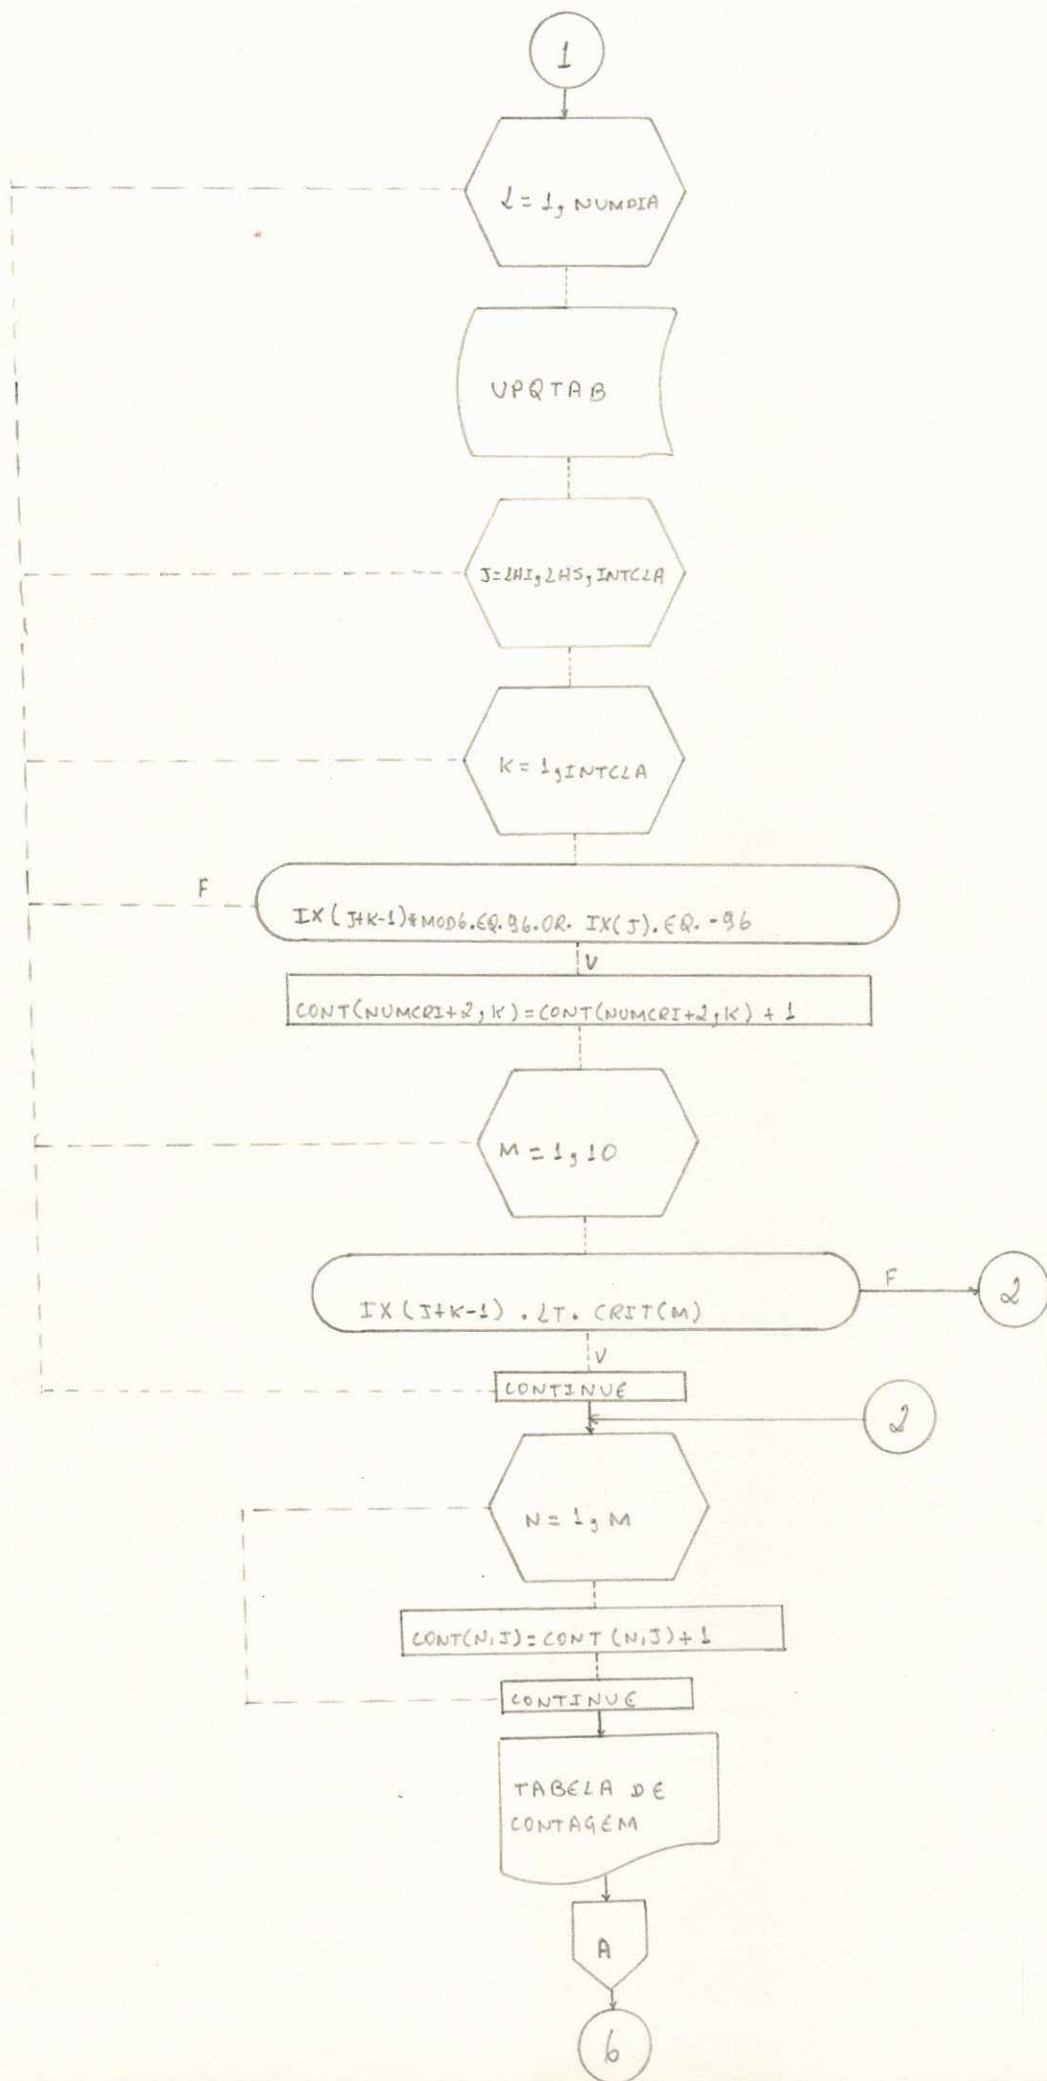 1
L = 1, NUMDIA
UPQTAB
J=LHI, LHS, INTCLA
K = 1, INTCLA
F
IX(J+K-1)*MOD6.EQ.96.OR. IX(J).EQ.-96
V
CONT(NUMCRI+2, K) = CONT(NUMCRI+2, K) + 1
M = 1, 10
IX(J+K-1) .LT. CRIT(M)
F
2
V
CONTINUE
2
N = 1, M
CONT(N,J) = CONT(N,J) + 1
CONTINUE
TABELA DE
CONTAGEM
A
6